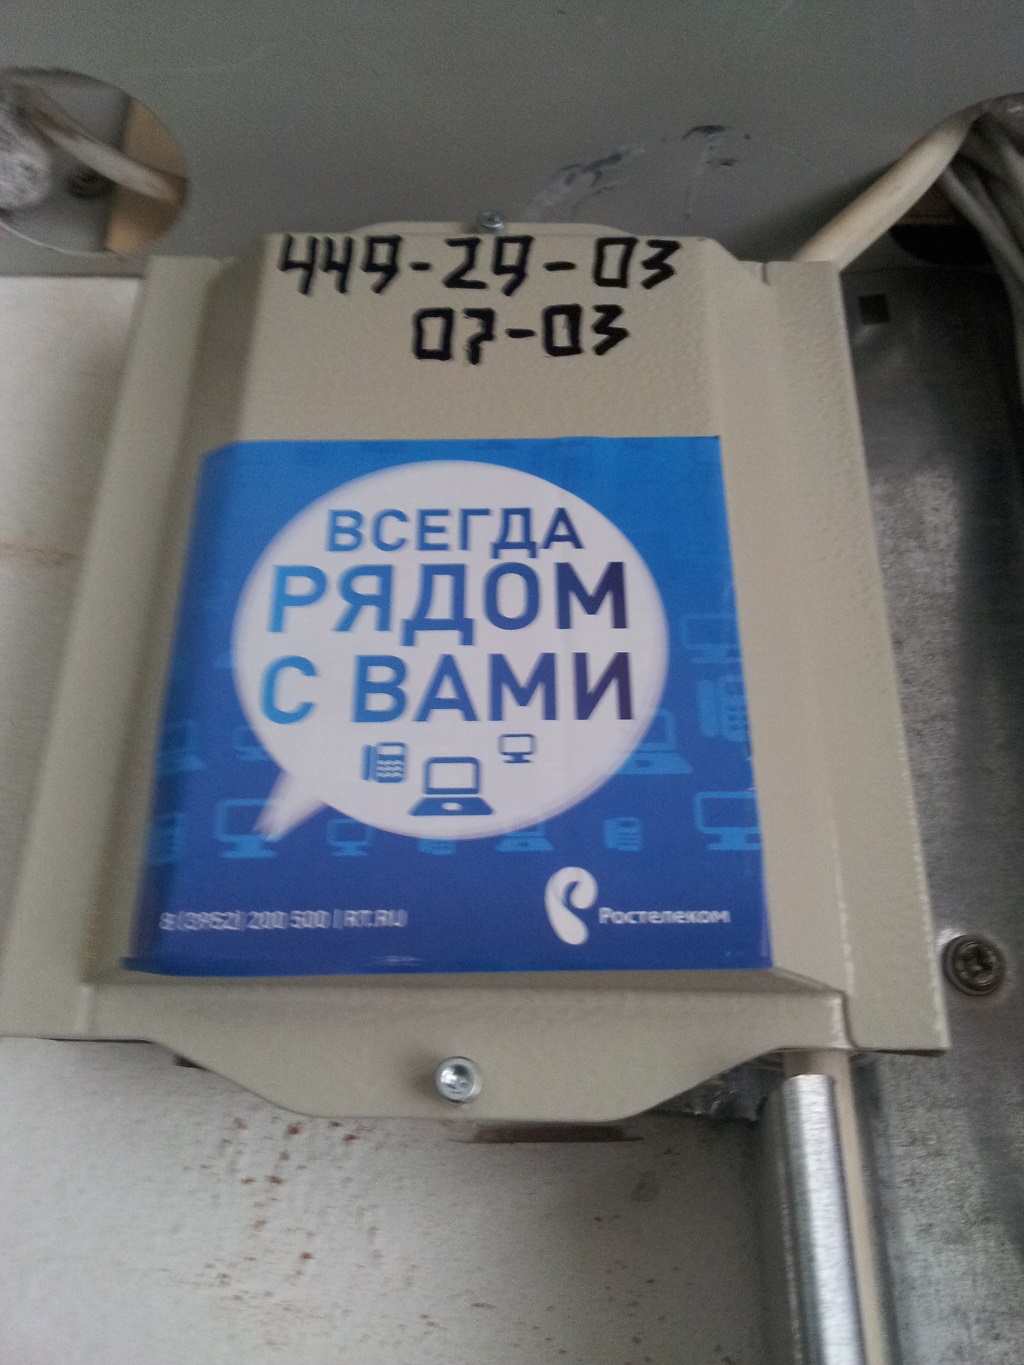 449-29-03
07-03
ВСЕГДА
РЯДОМ
С ВАМИ
8 (3952) 200 500 | RT.RU
Ростелеком